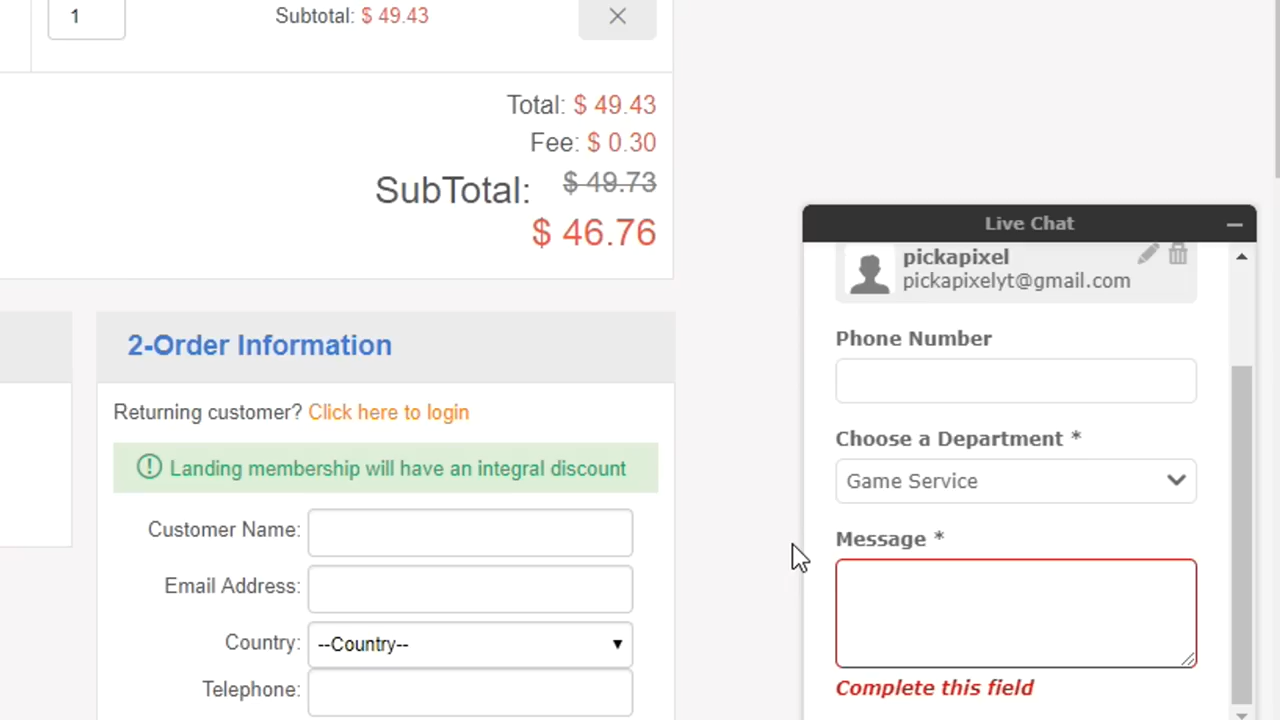 1
Subtotal: $ 49.43
Total: $ 49.43
Fee: $ 0.30
SubTotal: $ 49.73
$ 46.76
2-Order Information
Returning customer? Click here to login
Landing membership will have an integral discount
Customer Name:
Email Address:
Country: --Country--
Telephone:
Live Chat
pickapixel
pickapixelyt@gmail.com
Phone Number
Choose a Department *
Game Service
Message *
Complete this field